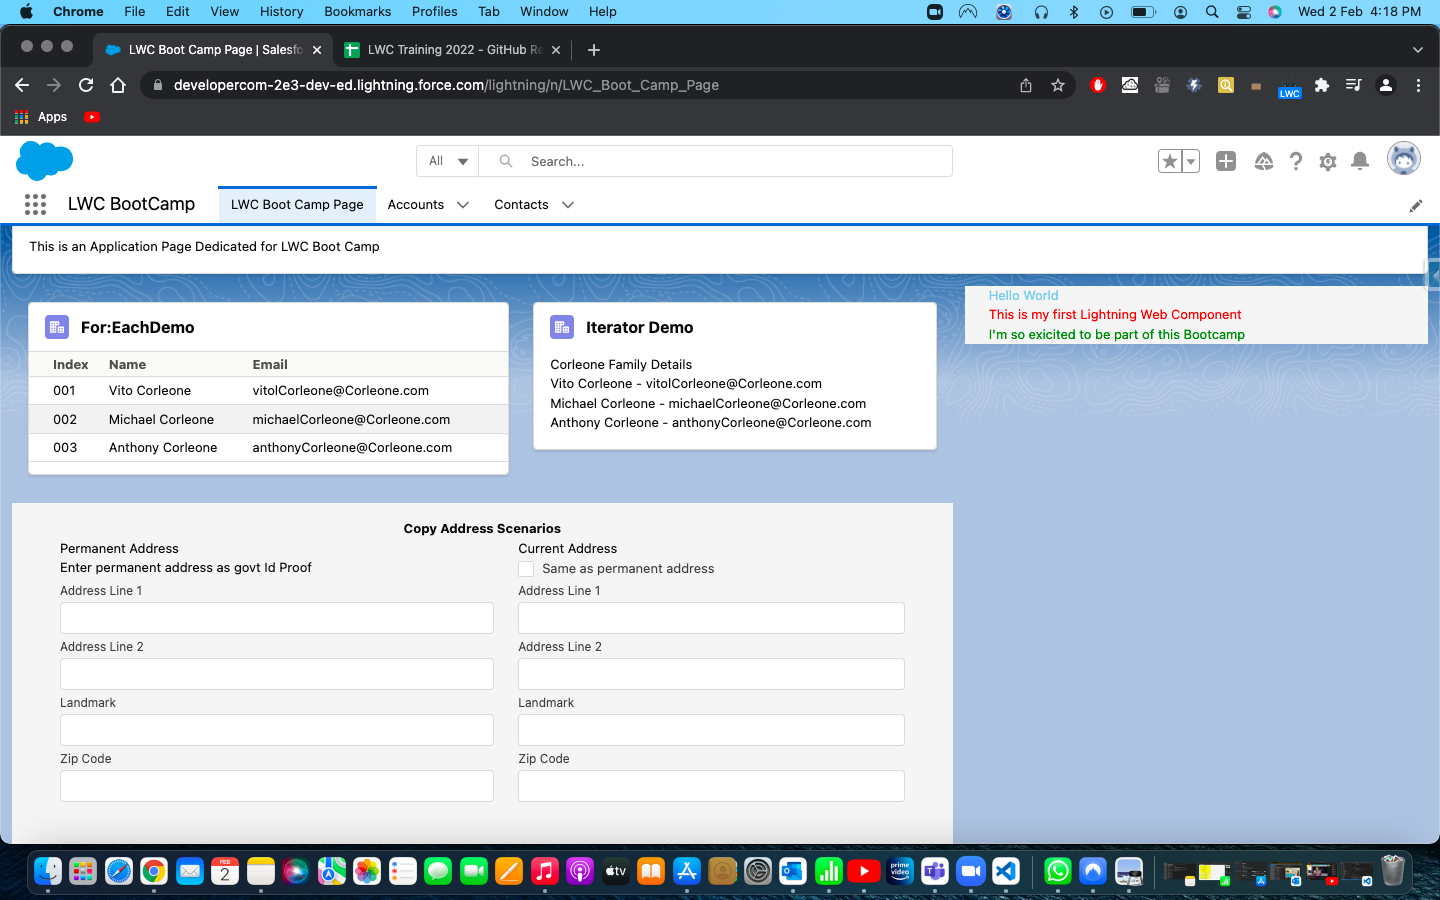 Chrome File Edit View History Bookmarks Profiles Tab Window Help Wed 2 Feb 4:18 PM
LWC Boot Camp Page | Salesfo LWC Training 2022 - GitHub Re
developercom-2e3-dev-ed.lightning.force.com/lightning/n/LWC_Boot_Camp_Page
LWC
Apps
All Search...
LWC BootCamp LWC Boot Camp Page Accounts Contacts
This is an Application Page Dedicated for LWC Boot Camp
For:EachDemo
Index Name Email
001 Vito Corleone vitolCorleone@Corleone.com
002 Michael Corleone michaelCorleone@Corleone.com
003 Anthony Corleone anthonyCorleone@Corleone.com
Iterator Demo
Corleone Family Details
Vito Corleone - vitolCorleone@Corleone.com
Michael Corleone - michaelCorleone@Corleone.com
Anthony Corleone - anthonyCorleone@Corleone.com
Hello World
This is my first Lightning Web Component
I'm so exicited to be part of this Bootcamp
Copy Address Scenarios
Permanent Address
Enter permanent address as govt Id Proof
Address Line 1
Address Line 2
Landmark
Zip Code
Current Address
Same as permanent address
Address Line 1
Address Line 2
Landmark
Zip Code
FEB
2
tv
prime
video